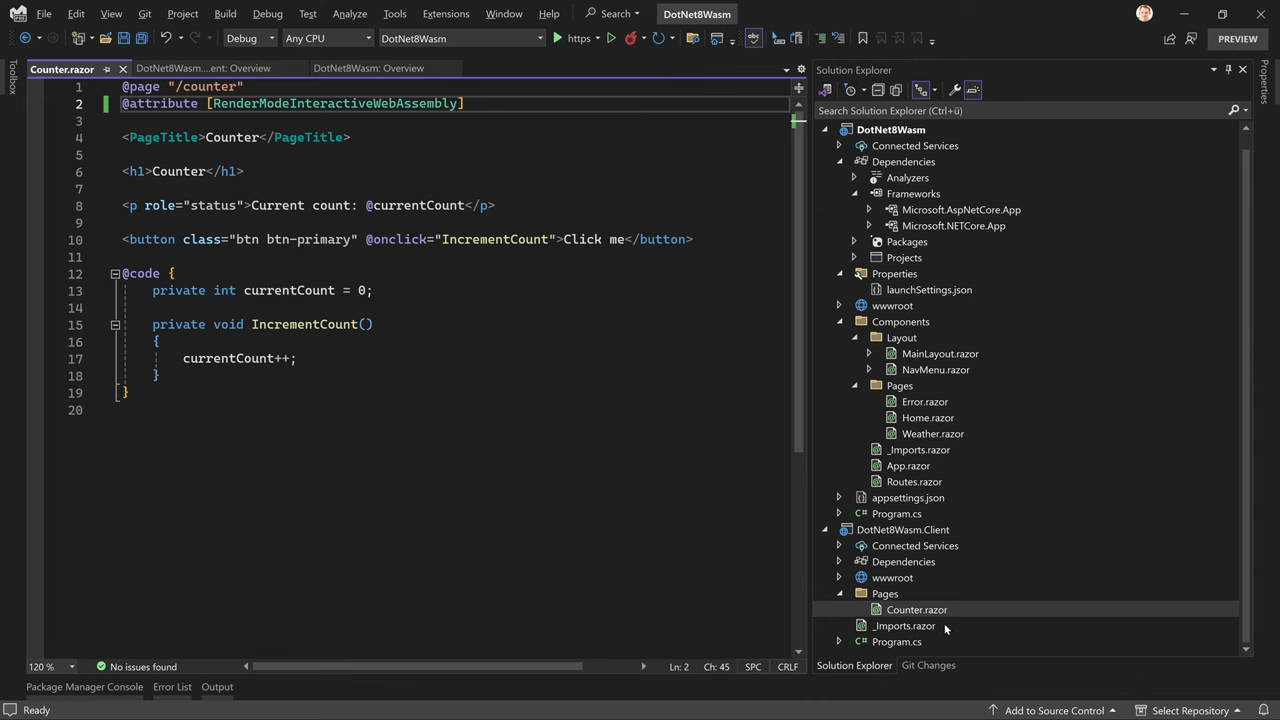 File Edit View Git Project Build Debug Test Analyze Tools Extensions Window Help Search DotNet8Wasm
Debug Any CPU DotNet8Wasm https PREVIEW
Toolbox
Counter.razor DotNet8Wasm....ent: Overview DotNet8Wasm: Overview
1 @page "/counter"
2 @attribute [RenderModeInteractiveWebAssembly]
3
4 <PageTitle>Counter</PageTitle>
5
6 <h1>Counter</h1>
7
8 <p role="status">Current count: @currentCount</p>
9
10 <button class="btn btn-primary" @onclick="IncrementCount">Click me</button>
11
12 @code {
13 private int currentCount = 0;
14
15 private void IncrementCount()
16 {
17 currentCount++;
18 }
19 }
20
120 % No issues found Ln: 2 Ch: 45 SPC CRLF
Solution Explorer
Search Solution Explorer (Ctrl+ü)
DotNet8Wasm
Connected Services
Dependencies
Analyzers
Frameworks
Microsoft.AspNetCore.App
Microsoft.NETCore.App
Packages
Projects
Properties
launchSettings.json
wwwroot
Components
Layout
MainLayout.razor
NavMenu.razor
Pages
Error.razor
Home.razor
Weather.razor
_Imports.razor
App.razor
Routes.razor
appsettings.json
Program.cs
DotNet8Wasm.Client
Connected Services
Dependencies
wwwroot
Pages
Counter.razor
_Imports.razor
Program.cs
Solution Explorer Git Changes
Properties
Package Manager Console Error List Output
Ready Add to Source Control Select Repository